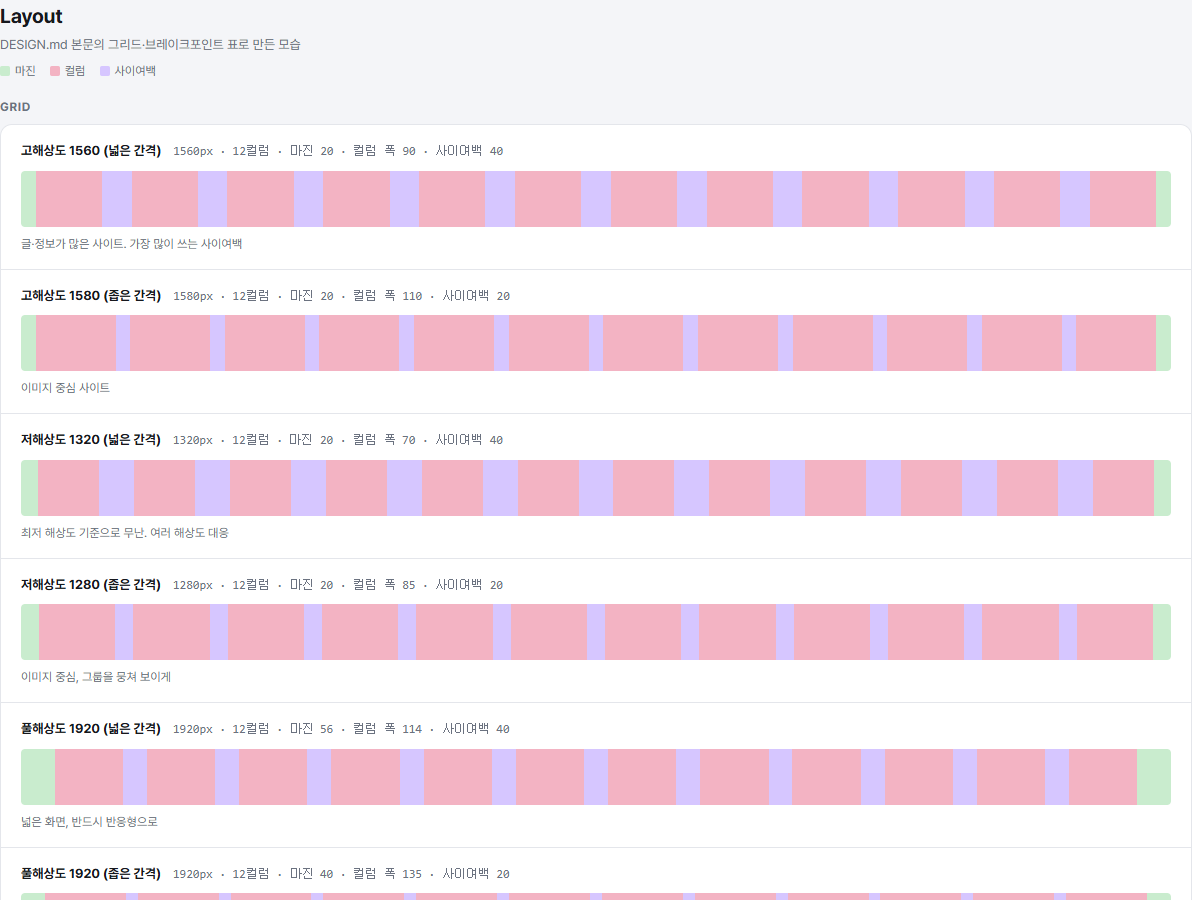 Layout
DESIGN.md 본문의 그리드·브레이크포인트 표로 만든 모습
마진 컬럼 사이여백
GRID
고해상도 1560 (넓은 간격) 1560px · 12컬럼 · 마진 20 · 컬럼 폭 90 · 사이여백 40
글·정보가 많은 사이트. 가장 많이 쓰는 사이여백
고해상도 1580 (좁은 간격) 1580px · 12컬럼 · 마진 20 · 컬럼 폭 110 · 사이여백 20
이미지 중심 사이트
저해상도 1320 (넓은 간격) 1320px · 12컬럼 · 마진 20 · 컬럼 폭 70 · 사이여백 40
최저 해상도 기준으로 무난. 여러 해상도 대응
저해상도 1280 (좁은 간격) 1280px · 12컬럼 · 마진 20 · 컬럼 폭 85 · 사이여백 20
이미지 중심, 그룹을 뭉쳐 보이게
풀해상도 1920 (넓은 간격) 1920px · 12컬럼 · 마진 56 · 컬럼 폭 114 · 사이여백 40
넓은 화면, 반드시 반응형으로
풀해상도 1920 (좁은 간격) 1920px · 12컬럼 · 마진 40 · 컬럼 폭 135 · 사이여백 20